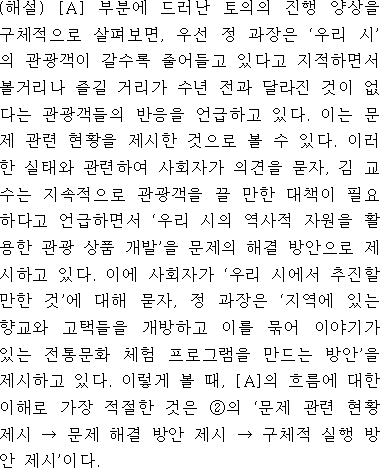 (해설) [A] 부분에 드러난 토의의 진행 양상을
구체적으로 살펴보면, 우선 정 과장은 ‘우리 시’
의 관광객이 갈수록 줄어들고 있다고 지적하면서
볼거리나 즐길 거리가 수년 전과 달라진 것이 없
다는 관광객들의 반응을 언급하고 있다. 이는 문
제 관련 현황을 제시한 것으로 볼 수 있다. 이러
한 실태와 관련하여 사회자가 의견을 묻자, 김 교
수는 지속적으로 관광객을 끌 만한 대책이 필요
하다고 언급하면서 ‘우리 시의 역사적 자원을 활
용한 관광 상품 개발’을 문제의 해결 방안으로 제
시하고 있다. 이에 사회자가 ‘우리 시에서 추진할
만한 것’에 대해 묻자, 정 과장은 ‘지역에 있는
향교와 고택들을 개방하고 이를 묶어 이야기가
있는 전통문화 체험 프로그램을 만드는 방안’을
제시하고 있다. 이렇게 볼 때, [A]의 흐름에 대한
이해로 가장 적절한 것은 ②의 ‘문제 관련 현황
제시 → 문제 해결 방안 제시 → 구체적 실행 방
안 제시’이다.